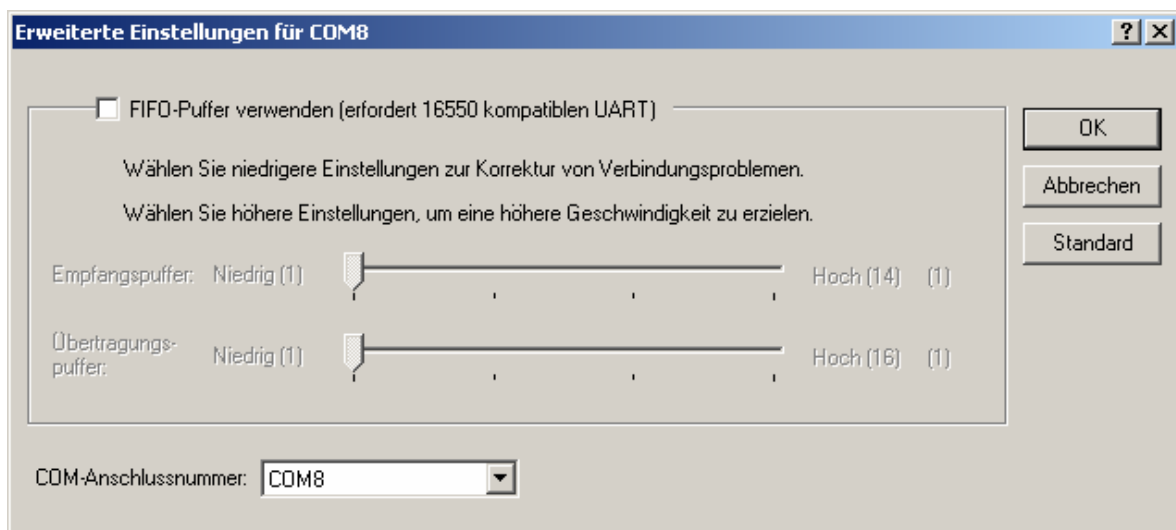 Erweiterte Einstellungen für COM8
FIFO-Puffer verwenden (erfordert 16550 kompatiblen UART)
Wählen Sie niedrigere Einstellungen zur Korrektur von Verbindungsproblemen.
Wählen Sie höhere Einstellungen, um eine höhere Geschwindigkeit zu erzielen.
Empfangspuffer: Niedrig (1) Hoch (14) (1)
Übertragungs-
puffer: Niedrig (1) Hoch (16) (1)
COM-Anschlussnummer: COM8
OK
Abbrechen
Standard